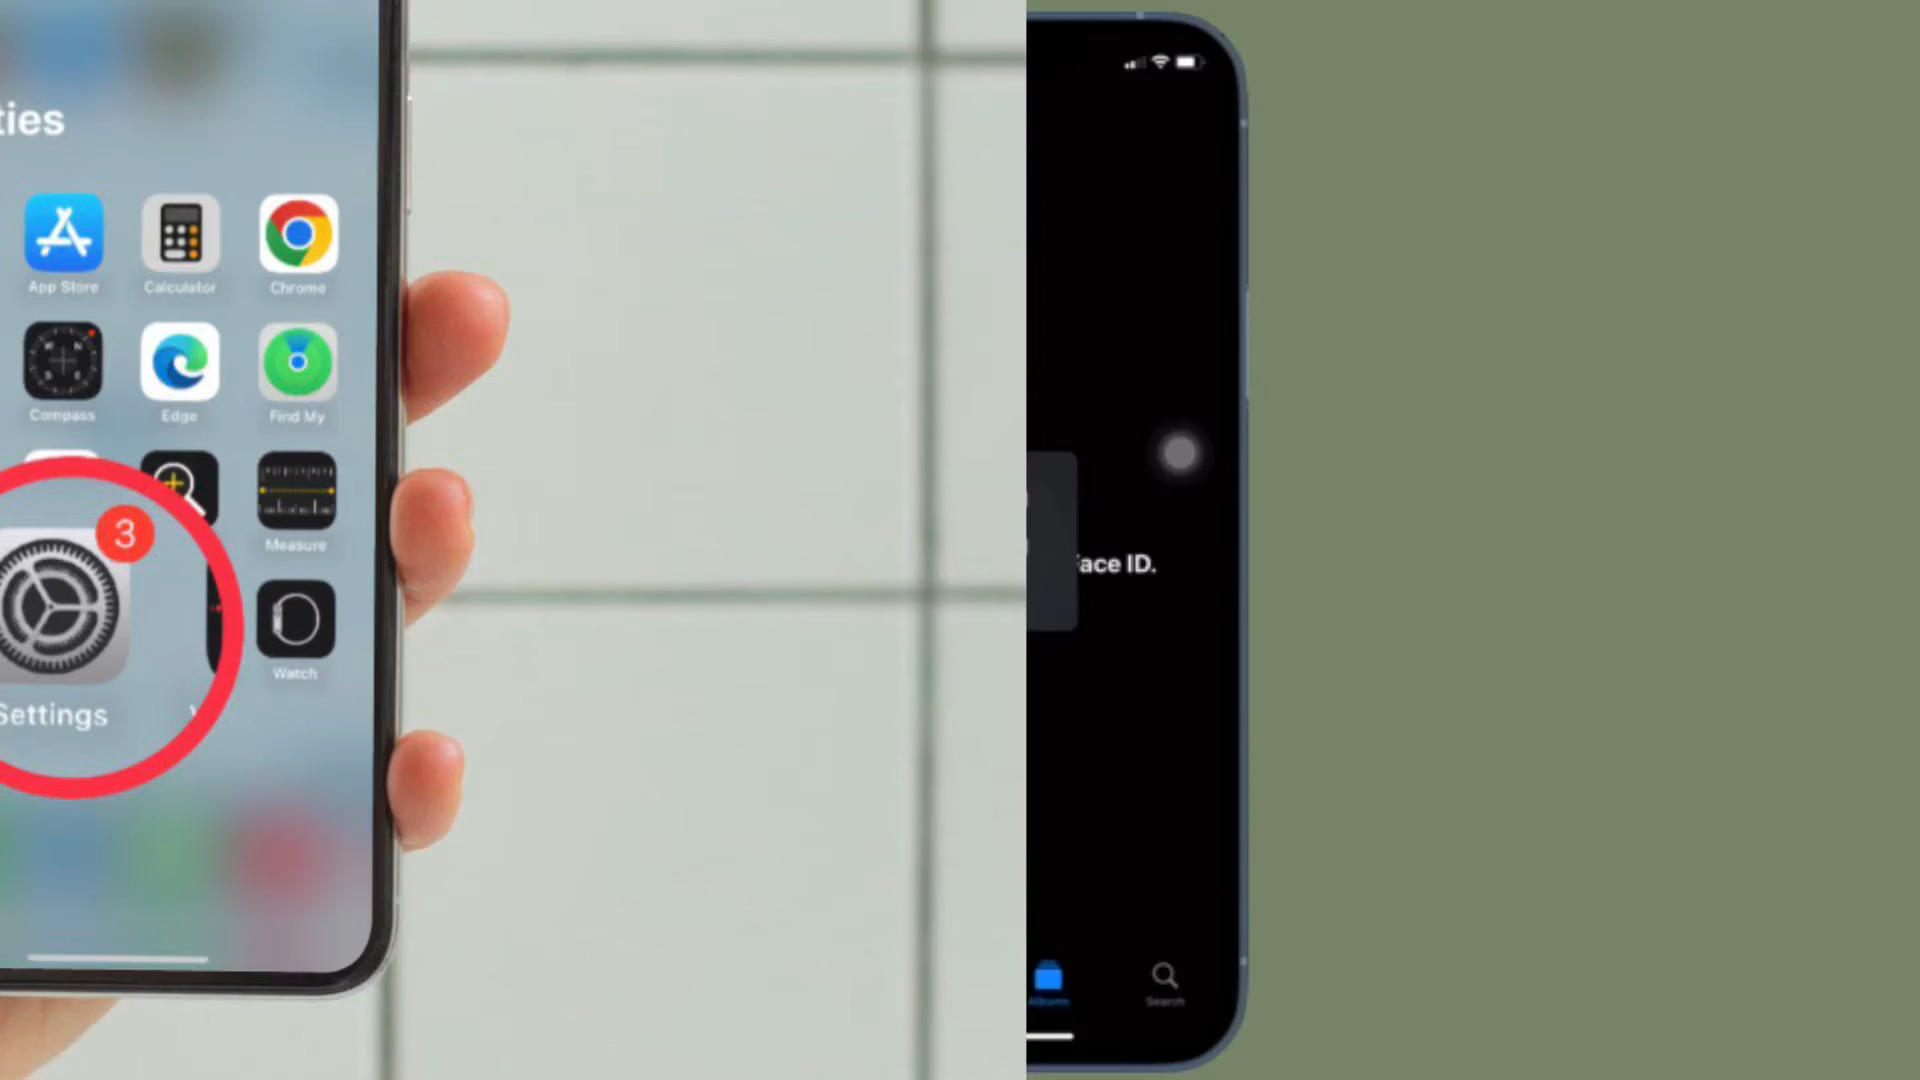 ties
App Store
Calculator
Chrome
Compass
Edge
Find My
3
Measure
Settings
Watch
Face ID.
Albums
Search